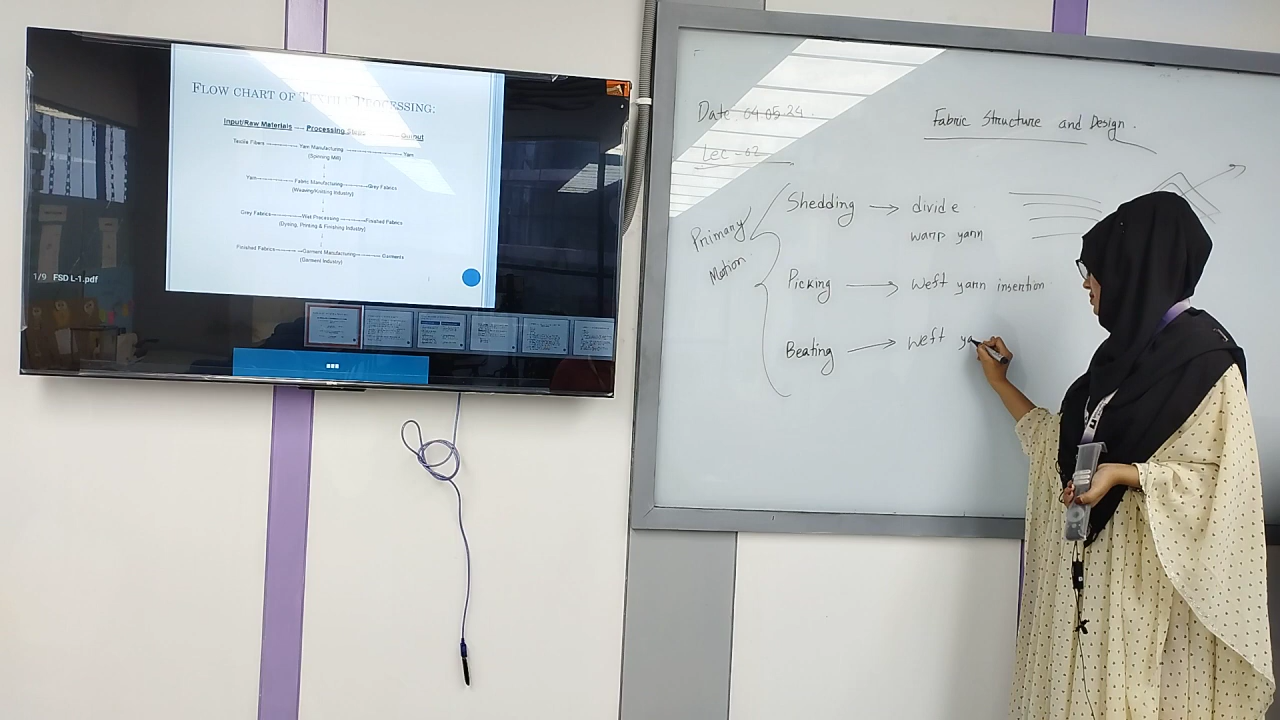 FLOW CHART OF TEXTILE PROCESSING:
Input/Raw Materials ---- Processing Steps ---- Output
Textile Fibers ---------- Yarn Manufacturing ------------------ Yarn
(Spinning Mill)
Yarn--------------- Fabric Manufacturing---------Grey Fabrics
(Weaving/Knitting Industry)
Grey Fabrics---------- Wet Processing ----------Finished Fabrics
(Dyeing, Printing & Finishing Industry)
Finished Fabrics---------Garment Manufacturing---------Garments
(Garment Industry)
1/9 FSD L-1.pdf
Date: 04.05.24.
Lec-02
Fabric Structure and Design.
Primary
Motion
Shedding → divide
warp yarn
Picking → Weft yarn insertion
Beating → Weft ya